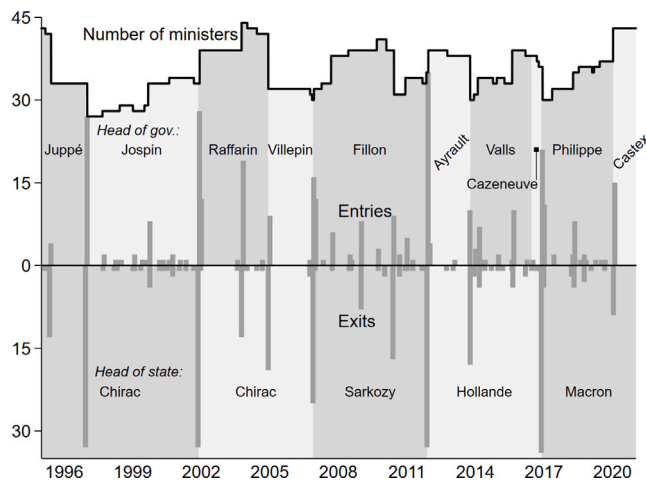 45
Number of ministers
30
Head of gov.:
Juppé Jospin Raffarin Villepin Fillon Ayrault Valls Philippe Castex
Cazeneuve
15
Entries
0
Exits
15
Head of state:
Chirac Chirac Sarkozy Hollande Macron
30
1996 1999 2002 2005 2008 2011 2014 2017 2020